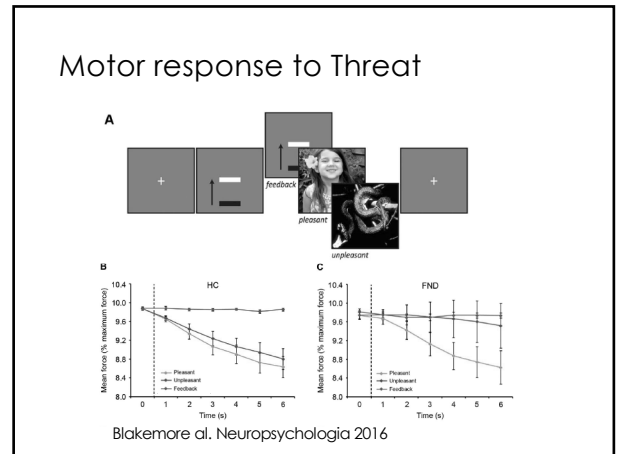 Motor response to Threat
A
feedback
pleasant
unpleasant
B
HC
10.4
10.0
9.6
9.2
8.8
8.4
8.0
Mean force (% maximum force)
Pleasant
Unpleasant
Feedback
0 1 2 3 4 5 6
Time (s)
C
FND
10.4
10.0
9.6
9.2
8.8
8.4
8.0
Mean force (% maximum force)
Pleasant
Unpleasant
Feedback
0 1 2 3 4 5 6
Time (s)
Blakemore al. Neuropsychologia 2016